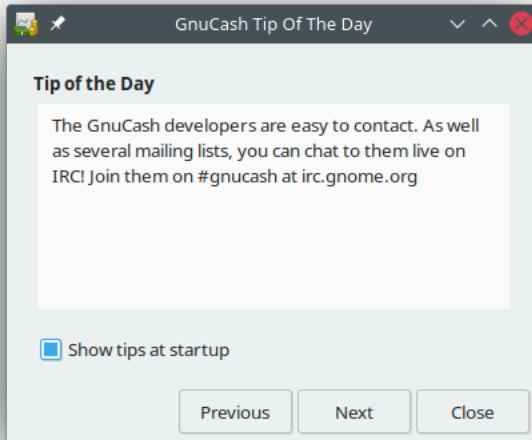 GnuCash Tip Of The Day
Tip of the Day
The GnuCash developers are easy to contact. As well
as several mailing lists, you can chat to them live on
IRC! Join them on #gnucash at irc.gnome.org
Show tips at startup
Previous Next Close